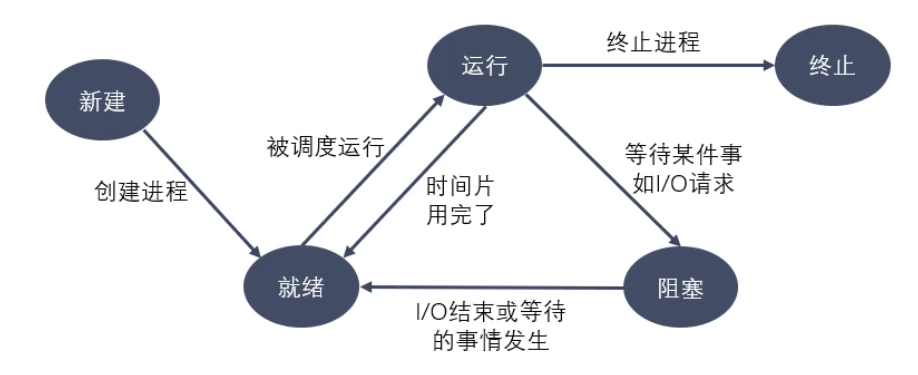 新建
运行
终止
终止进程
创建进程
被调度运行
时间片
用完了
等待某件事
如I/O请求
就绪
阻塞
I/O结束或等待
的事情发生